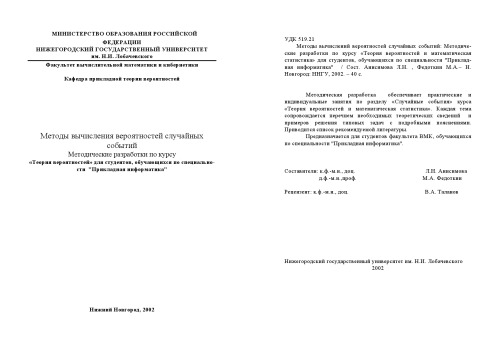 МИНИСТЕРСТВО ОБРАЗОВАНИЯ РОССИЙСКОЙ
ФЕДЕРАЦИИ
НИЖЕГОРОДСКИЙ ГОСУДАРСТВЕННЫЙ УНИВЕРСИТЕТ
им. Н.И. Лобачевского
Факультет вычислительной математики и кибернетики
Кафедра прикладной теории вероятностей
Методы вычисления вероятностей случайных
событий
Методические разработки по курсу
«Теория вероятностей» для студентов, обучающихся по специально-
сти "Прикладная информатика"
Нижний Новгород, 2002
УДК 519.21
Методы вычислений вероятностей случайных событий: Методиче-
ские разработки по курсу «Теория вероятностей и математическая
статистика» для студентов, обучающихся по специальности "Приклад-
ная информатика" / Сост. Анисимова Л.Н. , Федоткин М.А.– Н.
Новгород: ННГУ, 2002. – 40 с.
Методическая разработка обеспечивает практические и
индивидуальные занятия по разделу «Случайные события» курса
«Теория вероятностей и математическая статистика». Каждая тема
сопровождается перечнем необходимых теоретических сведений и
примеров решения типовых задач с подробными пояснениями.
Приводится список рекомендуемой литературы.
Предназначается для студентов факультета ВМК, обучающихся
по специальности "Прикладная информатика".
Составители: к.ф.-м.н., доц. Л.Н. Анисимова
д.ф.-м.н.,проф. М.А. Федоткин
Рецензент: к.ф.-м.н., доц. В.А. Таланов
Нижегородский государственный университет им. Н.И. Лобачевского
2002